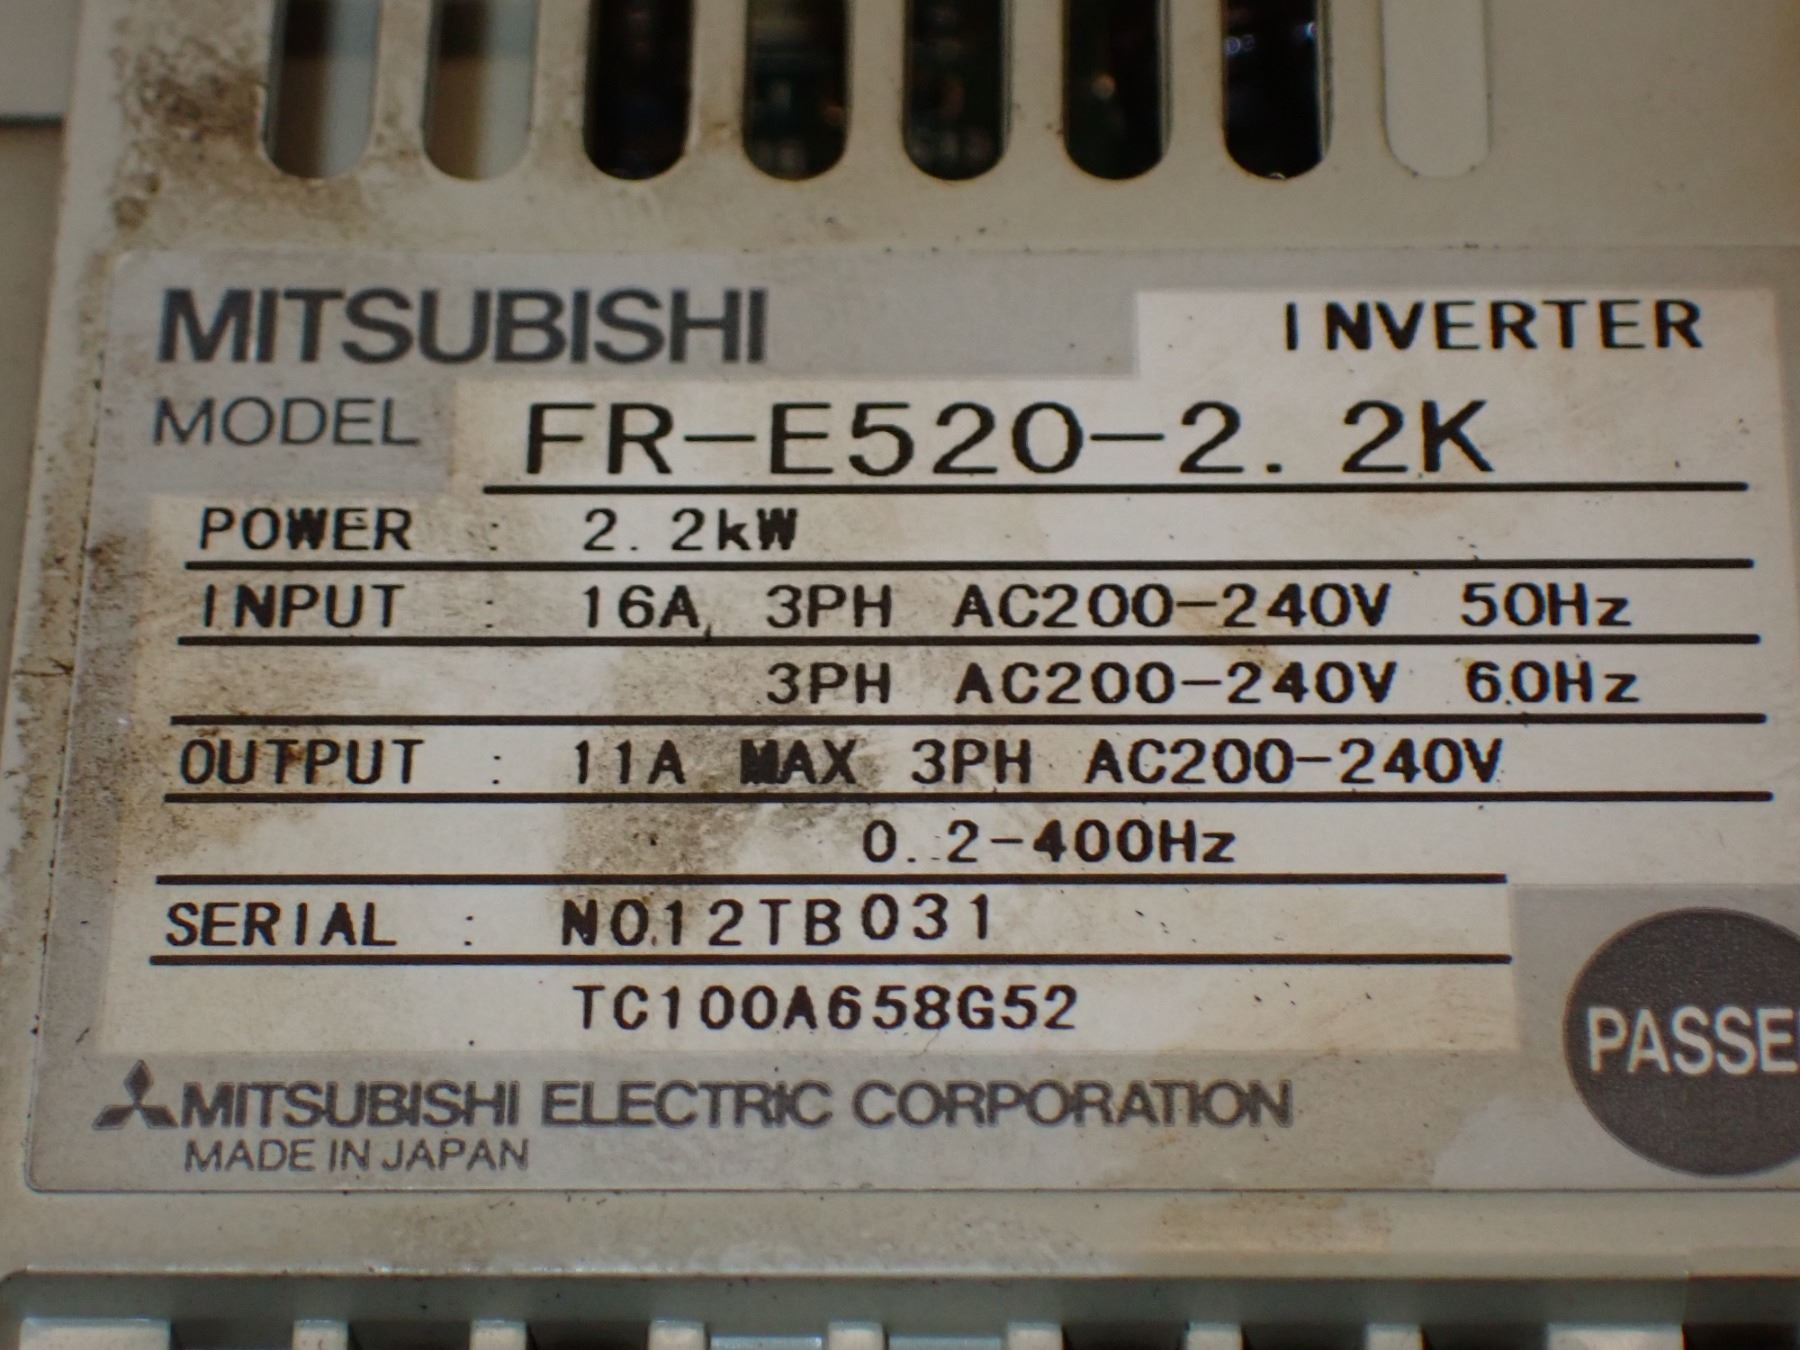 MITSUBISHI INVERTER
MODEL FR-E520-2.2K
POWER : 2.2kW
INPUT : 16A 3PH AC200-240V 50Hz
3PH AC200-240V 60Hz
OUTPUT : 11A MAX 3PH AC200-240V
0.2-400Hz
SERIAL : N012TB031
TC100A658G52
PASSE
MITSUBISHI ELECTRIC CORPORATION
MADE IN JAPAN